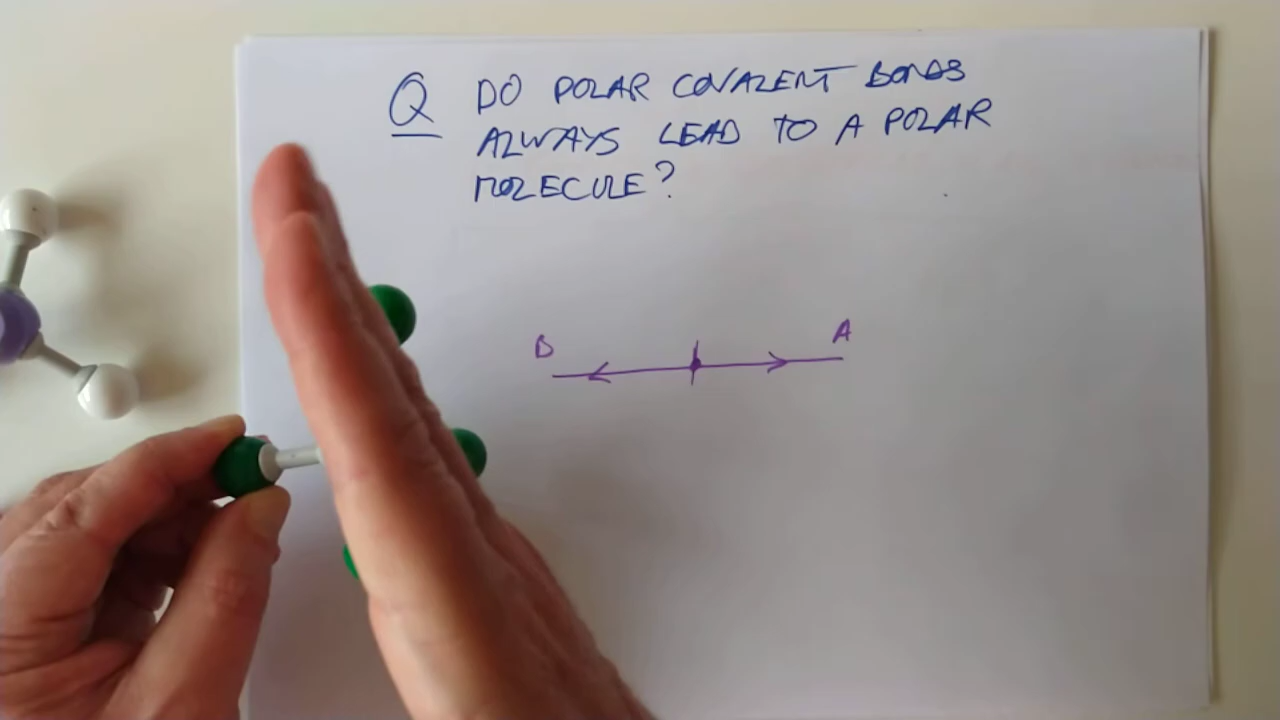 Q DO POLAR COVALENT BONDS
ALWAYS LEAD TO A POLAR
MOLECULE?
B A